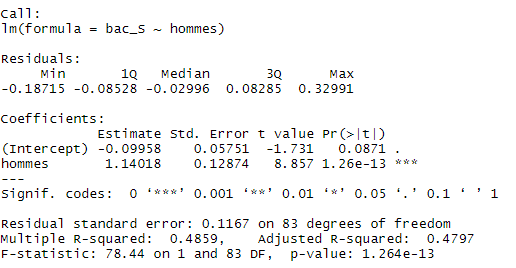 Call:
lm(formula = bac_S ~ hommes)
Residuals:
Min 1Q Median 3Q Max
-0.18715 -0.08528 -0.02996 0.08285 0.32991
Coefficients:
Estimate Std. Error t value Pr(>|t|)
(Intercept) -0.09958 0.05751 -1.731 0.0871 .
hommes 1.14018 0.12874 8.857 1.26e-13 ***
---
Signif. codes: 0 ‘***’ 0.001 ‘**’ 0.01 ‘*’ 0.05 ‘.’ 0.1 ‘ ’ 1
Residual standard error: 0.1167 on 83 degrees of freedom
Multiple R-squared: 0.4859, Adjusted R-squared: 0.4797
F-statistic: 78.44 on 1 and 83 DF, p-value: 1.264e-13